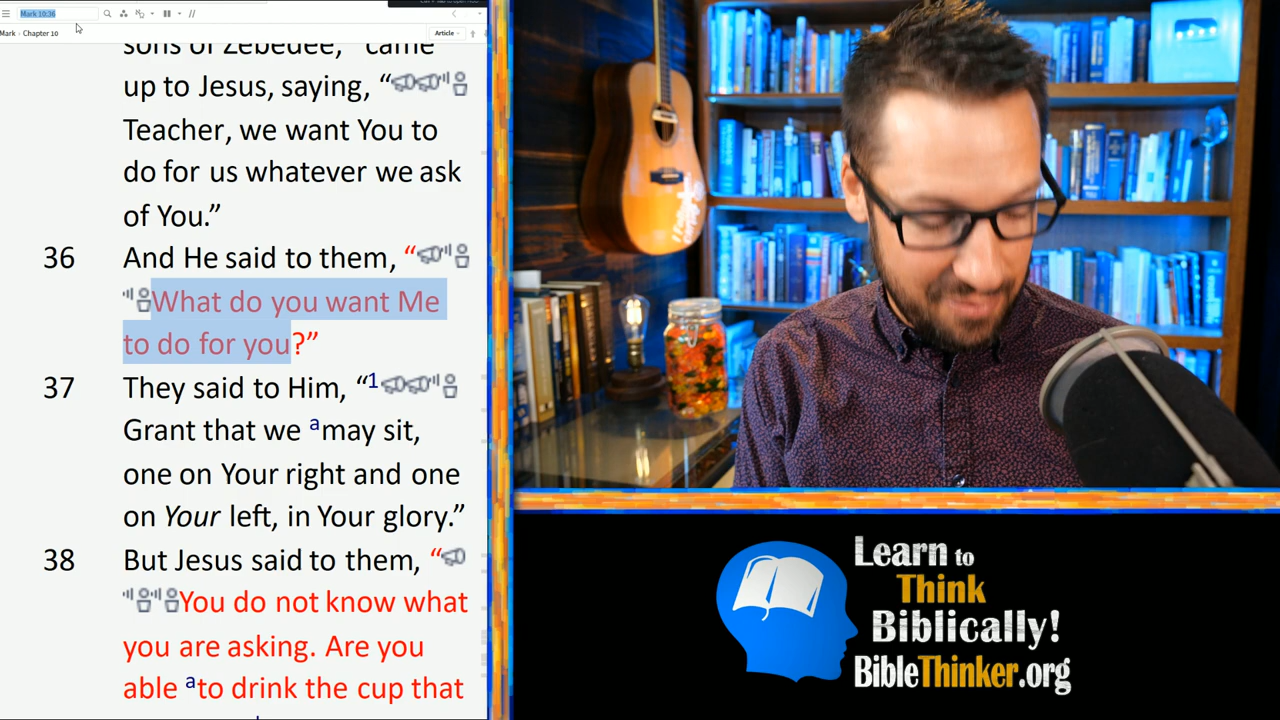 Mark 10:36
Mark · Chapter 10
Article
sons of Zebedee, came
up to Jesus, saying, “
Teacher, we want You to
do for us whatever we ask
of You.”
36 And He said to them, “
What do you want Me
to do for you?”
37 They said to Him, “1
Grant that we amay sit,
one on Your right and one
on Your left, in Your glory.”
38 But Jesus said to them, “
You do not know what
you are asking. Are you
able ato drink the cup that
Learn to
Think
Biblically!
BibleThinker.org